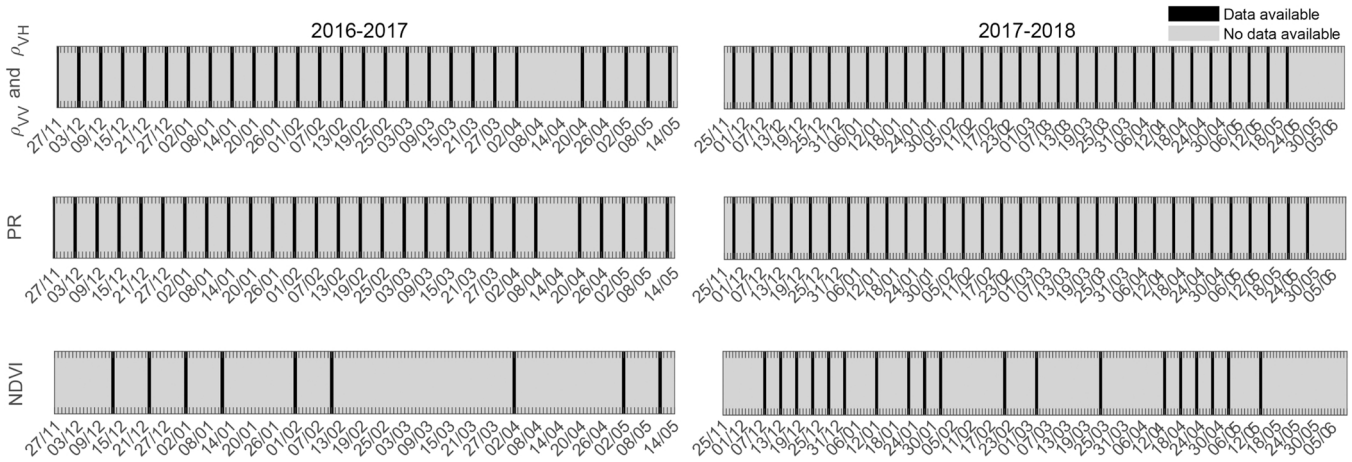 2016-2017
2017-2018
Data available
No data available
ρVV and ρVH
27/11 03/12 09/12 15/12 21/12 27/12 02/01 08/01 14/01 20/01 26/01 01/02 07/02 13/02 19/02 25/02 03/03 09/03 15/03 21/03 27/03 02/04 08/04 14/04 20/04 26/04 02/05 08/05 14/05
25/11 01/12 07/12 13/12 19/12 25/12 31/12 06/01 12/01 18/01 24/01 30/01 05/02 11/02 17/02 23/02 01/03 07/03 13/03 19/03 25/03 31/03 06/04 12/04 18/04 24/04 30/04 06/05 12/05 18/05 24/05 30/05 05/06
PR
27/11 03/12 09/12 15/12 21/12 27/12 02/01 08/01 14/01 20/01 26/01 01/02 07/02 13/02 19/02 25/02 03/03 09/03 15/03 21/03 27/03 02/04 08/04 14/04 20/04 26/04 02/05 08/05 14/05
25/11 01/12 07/12 13/12 19/12 25/12 31/12 06/01 12/01 18/01 24/01 30/01 05/02 11/02 17/02 23/02 01/03 07/03 13/03 19/03 25/03 31/03 06/04 12/04 18/04 24/04 30/04 06/05 12/05 18/05 24/05 30/05 05/06
NDVI
27/11 03/12 09/12 15/12 21/12 27/12 02/01 08/01 14/01 20/01 26/01 01/02 07/02 13/02 19/02 25/02 03/03 09/03 15/03 21/03 27/03 02/04 08/04 14/04 20/04 26/04 02/05 08/05 14/05
25/11 01/12 07/12 13/12 19/12 25/12 31/12 06/01 12/01 18/01 24/01 30/01 05/02 11/02 17/02 23/02 01/03 07/03 13/03 19/03 25/03 31/03 06/04 12/04 18/04 24/04 30/04 06/05 12/05 18/05 24/05 30/05 05/06